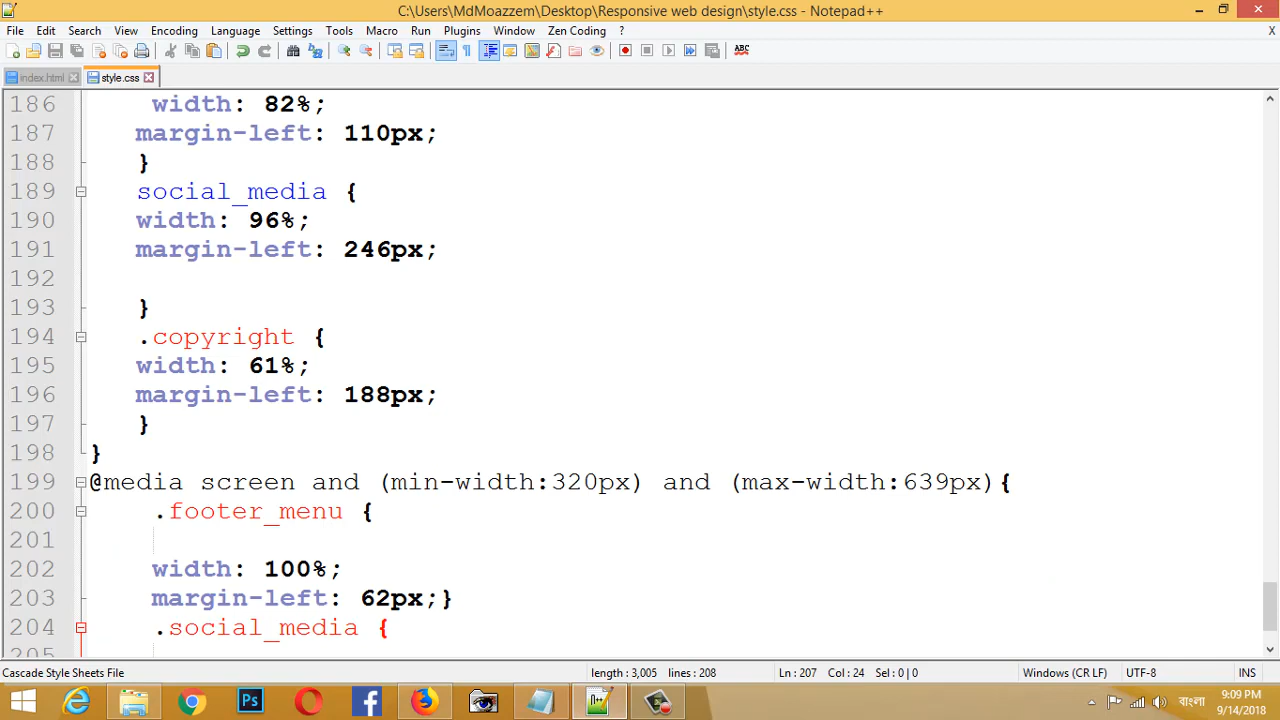 C:\Users\MdMoazzem\Desktop\Responsive web design\style.css - Notepad++
File Edit Search View Encoding Language Settings Tools Macro Run Plugins Window Zen Coding ? X
ABC
index.html style.css
186 width: 82%;
187 margin-left: 110px;
188 }
189 social_media {
190 width: 96%;
191 margin-left: 246px;
192
193 }
194 .copyright {
195 width: 61%;
196 margin-left: 188px;
197 }
198 }
199 @media screen and (min-width:320px) and (max-width:639px){
200 .footer_menu {
201
202 width: 100%;
203 margin-left: 62px;}
204 .social_media {
205
Cascade Style Sheets File length : 3,005 lines : 208 Ln : 207 Col : 24 Sel : 0 | 0 Windows (CR LF) UTF-8 INS
Ps N++ বাংলা 9:09 PM
9/14/2018